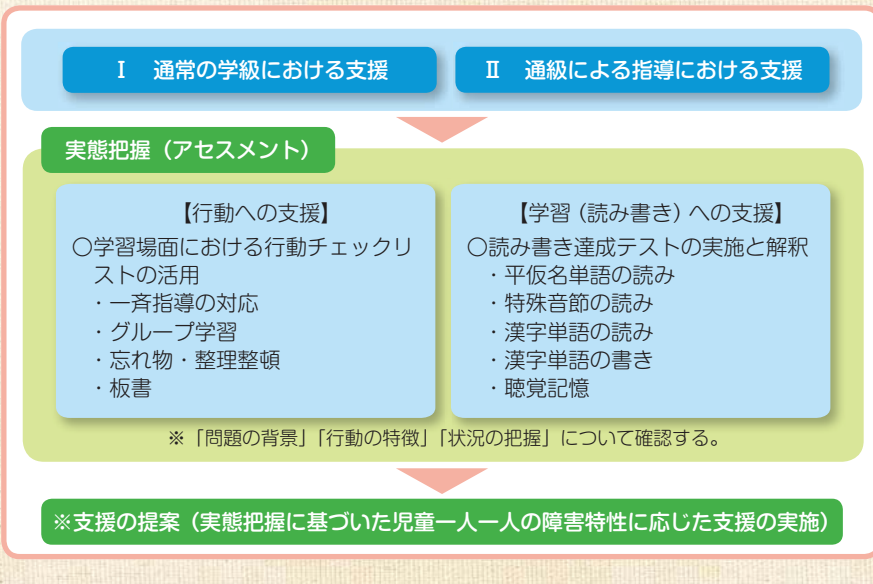 Ⅰ　通常の学級における支援
Ⅱ　通級による指導における支援
実態把握（アセスメント）
【行動への支援】
○学習場面における行動チェックリ
ストの活用
・一斉指導の対応
・グループ学習
・忘れ物・整理整頓
・板書
【学習（読み書き）への支援】
○読み書き達成テストの実施と解釈
・平仮名単語の読み
・特殊音節の読み
・漢字単語の読み
・漢字単語の書き
・聴覚記憶
※「問題の背景」「行動の特徴」「状況の把握」について確認する。
※支援の提案（実態把握に基づいた児童一人一人の障害特性に応じた支援の実施）